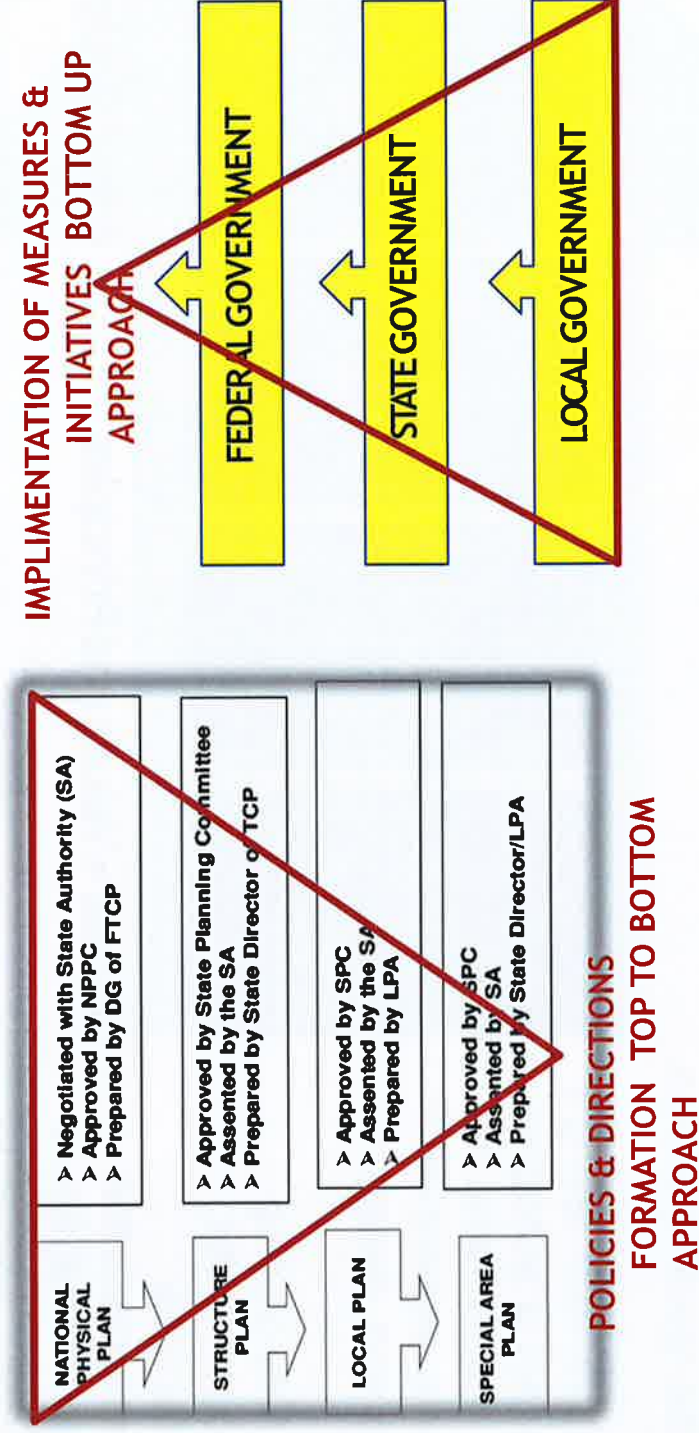 NATIONAL
PHYSICAL
PLAN
➢ Negotiated with State Authority (SA)
➢ Approved by NPPC
➢ Prepared by DG of FTCP
STRUCTURE
PLAN
➢ Approved by State Planning Committee
➢ Assented by the SA
➢ Prepared by State Director of TCP
LOCAL PLAN
➢ Approved by SPC
➢ Assented by the SA
➢ Prepared by LPA
SPECIAL AREA
PLAN
➢ Approved by SPC
➢ Assented by SA
➢ Prepared by State Director/LPA
POLICIES & DIRECTIONS
FORMATION TOP TO BOTTOM
APPROACH
IMPLIMENTATION OF MEASURES &
INITIATIVES BOTTOM UP
APPROACH
FEDERAL GOVERNMENT
STATE GOVERNMENT
LOCAL GOVERNMENT